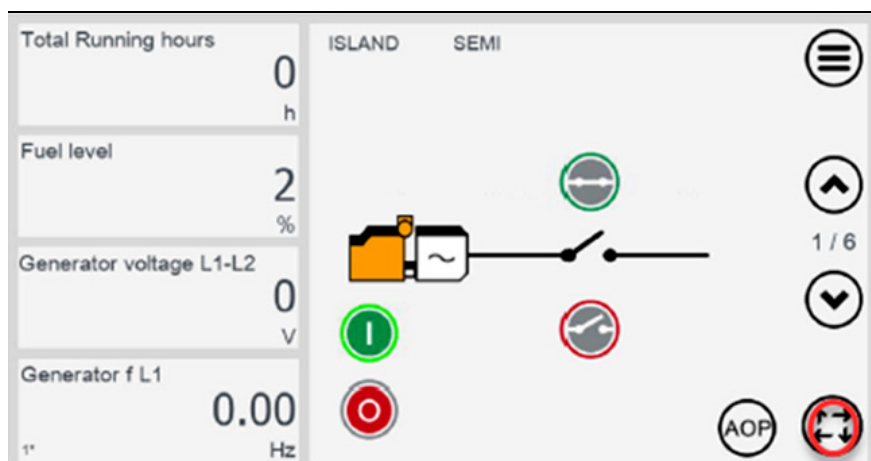 Total Running hours
0
h
Fuel level
2
%
Generator voltage L1-L2
0
V
Generator f L1
0.00
1*
Hz
ISLAND SEMI
1 / 6
AOP